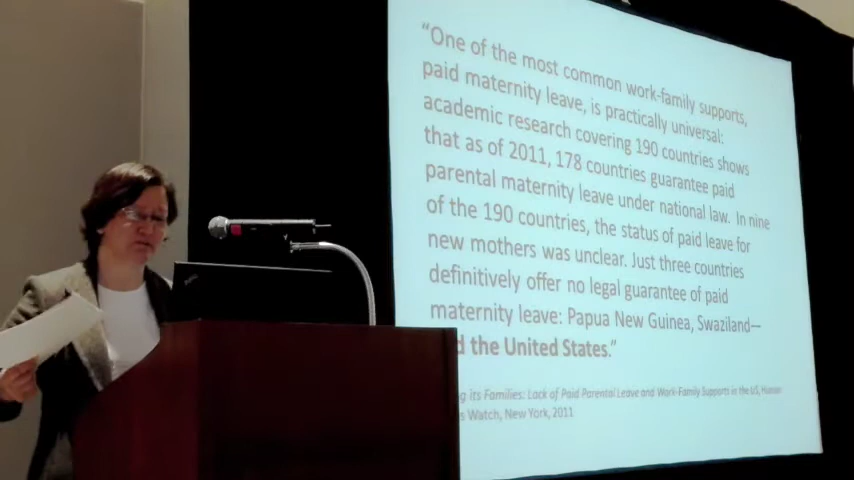 “One of the most common work-family supports,
paid maternity leave, is practically universal:
academic research covering 190 countries shows
that as of 2011, 178 countries guarantee paid
parental maternity leave under national law. In nine
of the 190 countries, the status of paid leave for
new mothers was unclear. Just three countries
definitively offer no legal guarantee of paid
maternity leave: Papua New Guinea, Swaziland—
d the United States.”
g its Families: Lack of Paid Parental Leave and Work-Family Supports in the US, Human
s Watch, New York, 2011